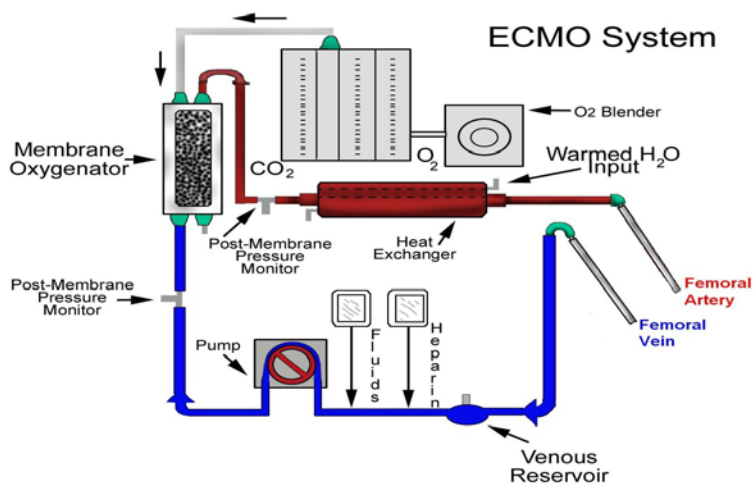 ECMO System
O2 Blender
O2
CO2
Membrane
Oxygenator
Warmed H2O
Input
Post-Membrane
Pressure
Monitor
Heat
Exchanger
Femoral
Artery
Post-Membrane
Pressure
Monitor
Femoral
Vein
Pump
Fluids
Heparin
Venous
Reservoir